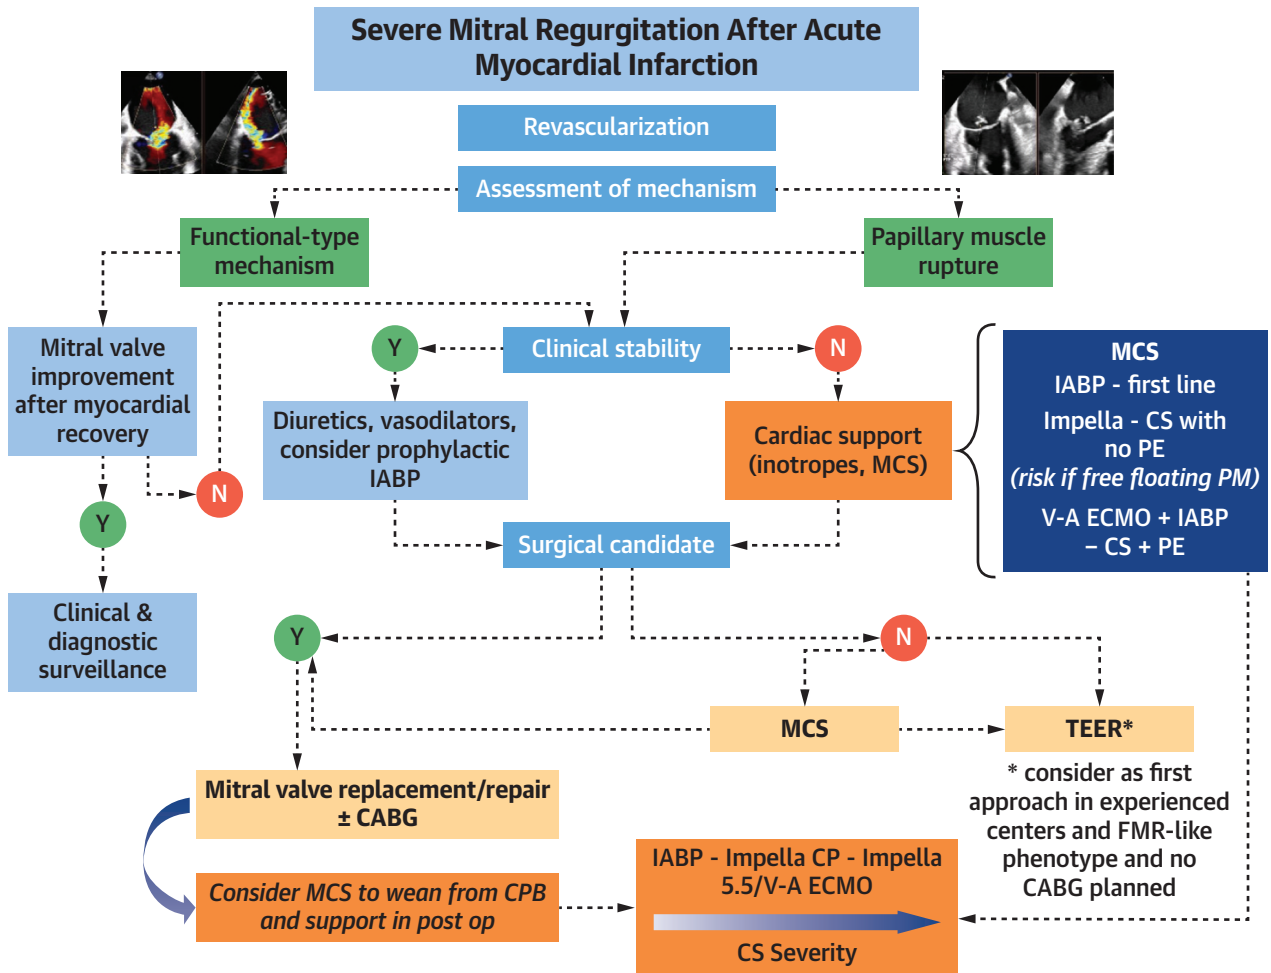 Severe Mitral Regurgitation After Acute
Myocardial Infarction
Revascularization
Assessment of mechanism
Functional-type
mechanism
Papillary muscle
rupture
Mitral valve
improvement
after myocardial
recovery
Y
Clinical stability
N
MCS
IABP - first line
Impella - CS with
no PE
(risk if free floating PM)
V-A ECMO + IABP
– CS + PE
Diuretics, vasodilators,
consider prophylactic
IABP
Cardiac support
(inotropes, MCS)
N
Y
Surgical candidate
Clinical &
diagnostic
surveillance
Y
N
MCS
TEER*
* consider as first
approach in experienced
centers and FMR-like
phenotype and no
CABG planned
Mitral valve replacement/repair
± CABG
Consider MCS to wean from CPB
and support in post op
IABP - Impella CP - Impella
5.5/V-A ECMO
CS Severity